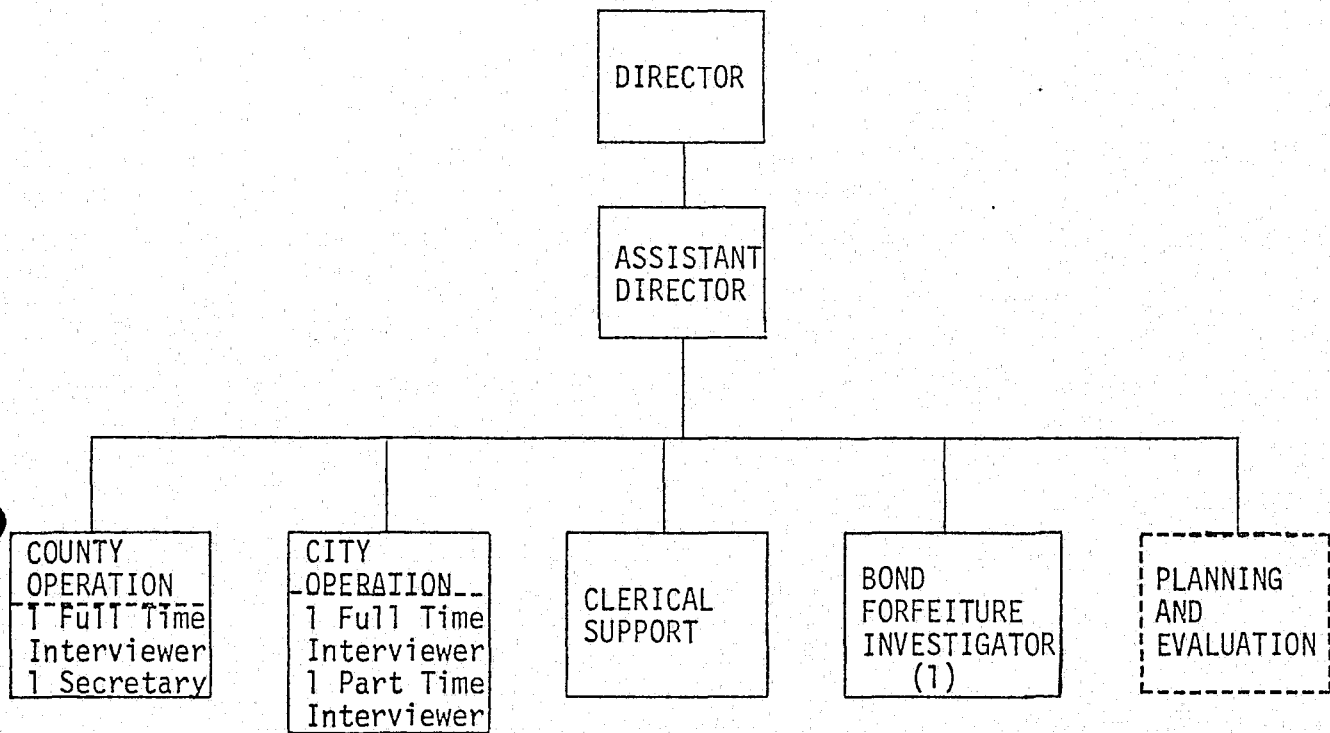 DIRECTOR
ASSISTANT
DIRECTOR
COUNTY
OPERATION
1 Full Time
Interviewer
1 Secretary
CITY
OPERATION
1 Full Time
Interviewer
1 Part Time
Interviewer
CLERICAL
SUPPORT
BOND
FORFEITURE
INVESTIGATOR
(1)
PLANNING
AND
EVALUATION